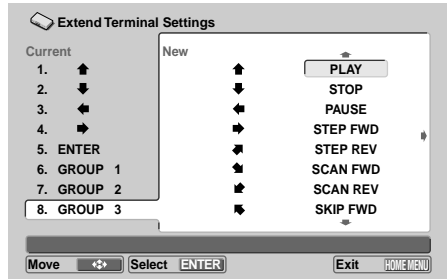 Extend Terminal Settings
Current New
1. ⬆ ⬆ PLAY
2. ⬇ ⬇ STOP
3. ⬅ ⬅ PAUSE
4. ➡ ➡ STEP FWD
5. ENTER STEP REV
6. GROUP 1 SCAN FWD
7. GROUP 2 SCAN REV
8. GROUP 3 SKIP FWD
Move Select ENTER Exit HOME MENU